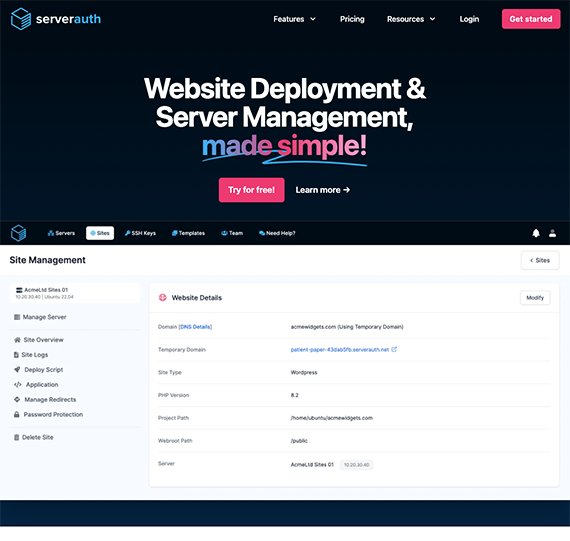 serverauth
Features
Pricing
Resources
Login
Get started
Website Deployment &
Server Management,
made simple!
Try for free!
Learn more →
Servers
Sites
SSH Keys
Templates
Team
Need Help?
Site Management
‹ Sites
AcmeLtd Sites 01
10.20.30.40 | Ubuntu 22.04
Manage Server
Site Overview
Site Logs
Deploy Script
Application
Manage Redirects
Password Protection
Delete Site
Website Details
Modify
Domain [DNS Details] acmewidgets.com (Using Temporary Domain)
Temporary Domain patient-paper-43dab5fb.serverauth.net
Site Type Wordpress
PHP Version 8.2
Project Path /home/ubuntu/acmewidgets.com
Webroot Path /public
Server AcmeLtd Sites 01 10.20.30.40